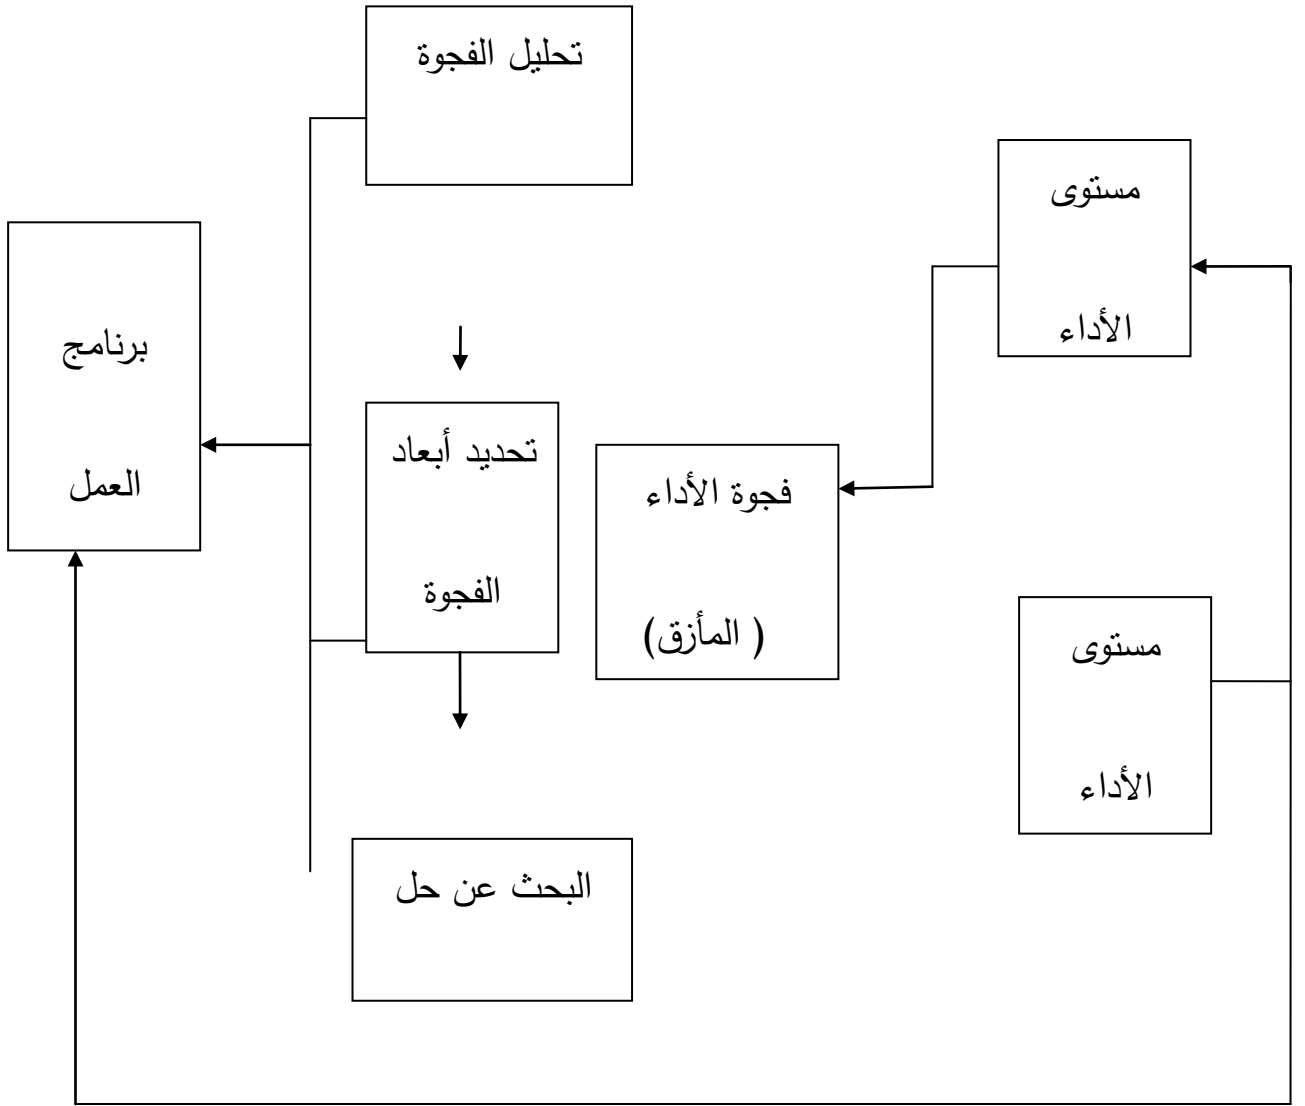 تحليل الفجوة
مستوى
الأداء
برنامج
العمل
تحديد أبعاد
الفجوة
فجوة الأداء
( المأزق)
مستوى
الأداء
البحث عن حل